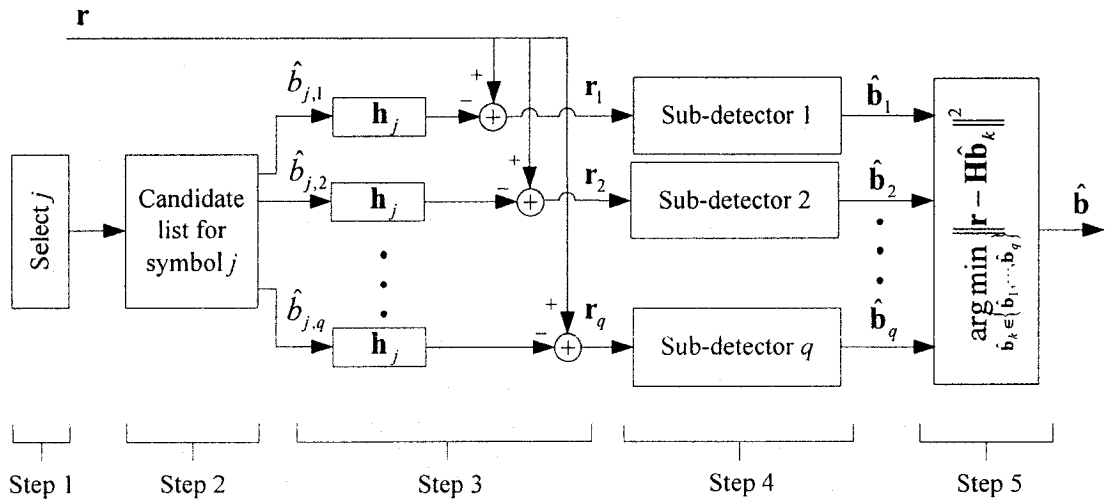 r
b̂_{j,1}
h_j
−
+
+
r_1
Sub-detector 1
b̂_1
Select j
Candidate
list for
symbol j
b̂_{j,2}
h_j
−
+
+
r_2
Sub-detector 2
b̂_2
b̂_{j,q}
h_j
−
+
+
r_q
Sub-detector q
b̂_q
arg min ‖r − Hb̂_k‖^2
b̂_k ∈ {b̂_1, ⋯, b̂_q}
b̂
Step 1
Step 2
Step 3
Step 4
Step 5